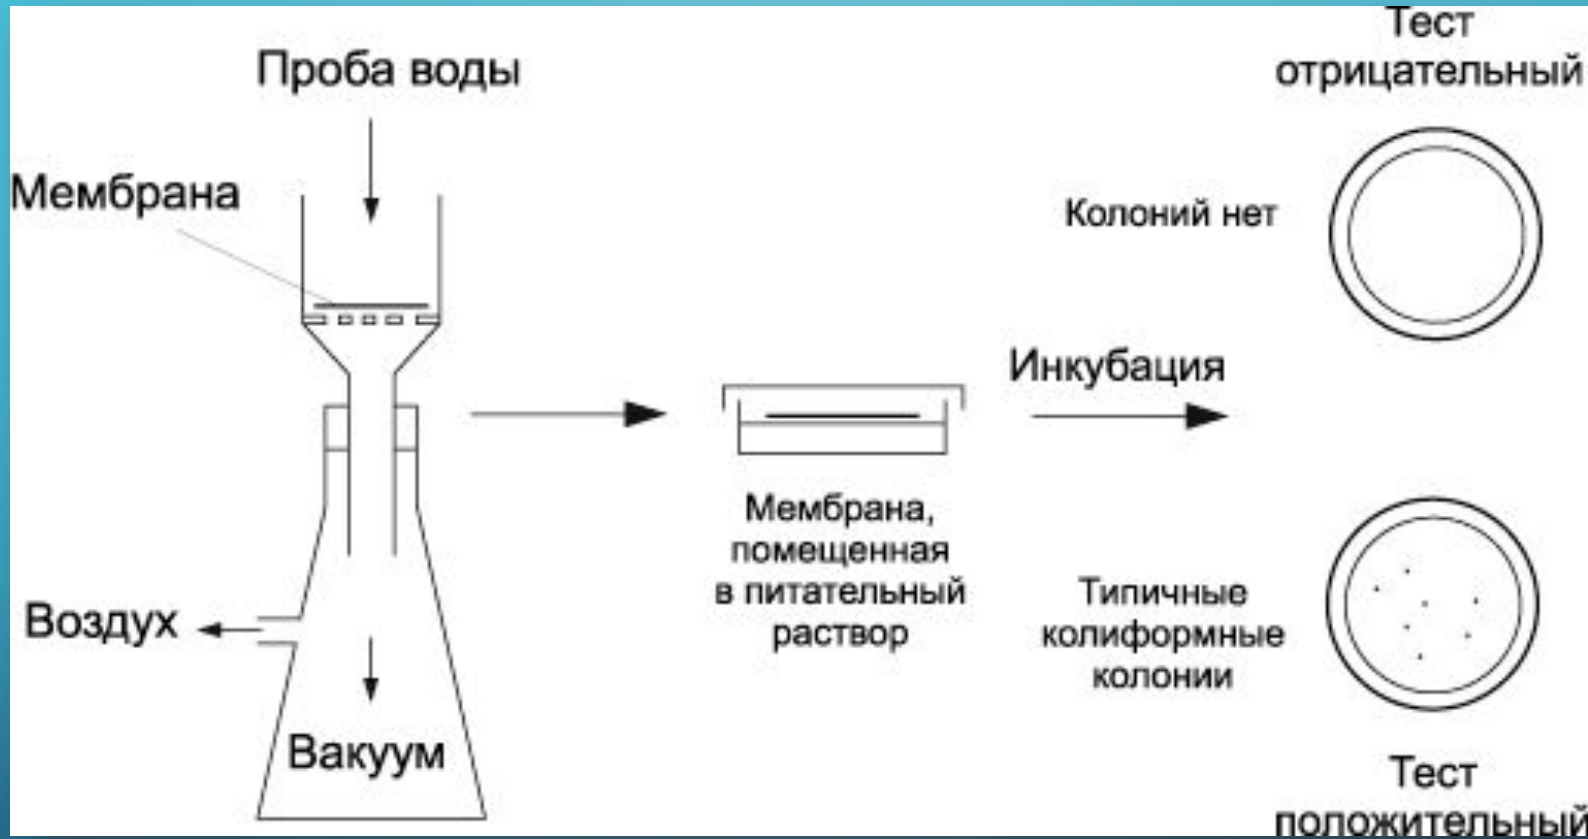 Проба воды
Мембрана
Воздух
Вакуум
Мембрана,
помещенная
в питательный
раствор
Инкубация
Тест
отрицательный
Колоний нет
Типичные
колиформные
колонии
Тест
положительный